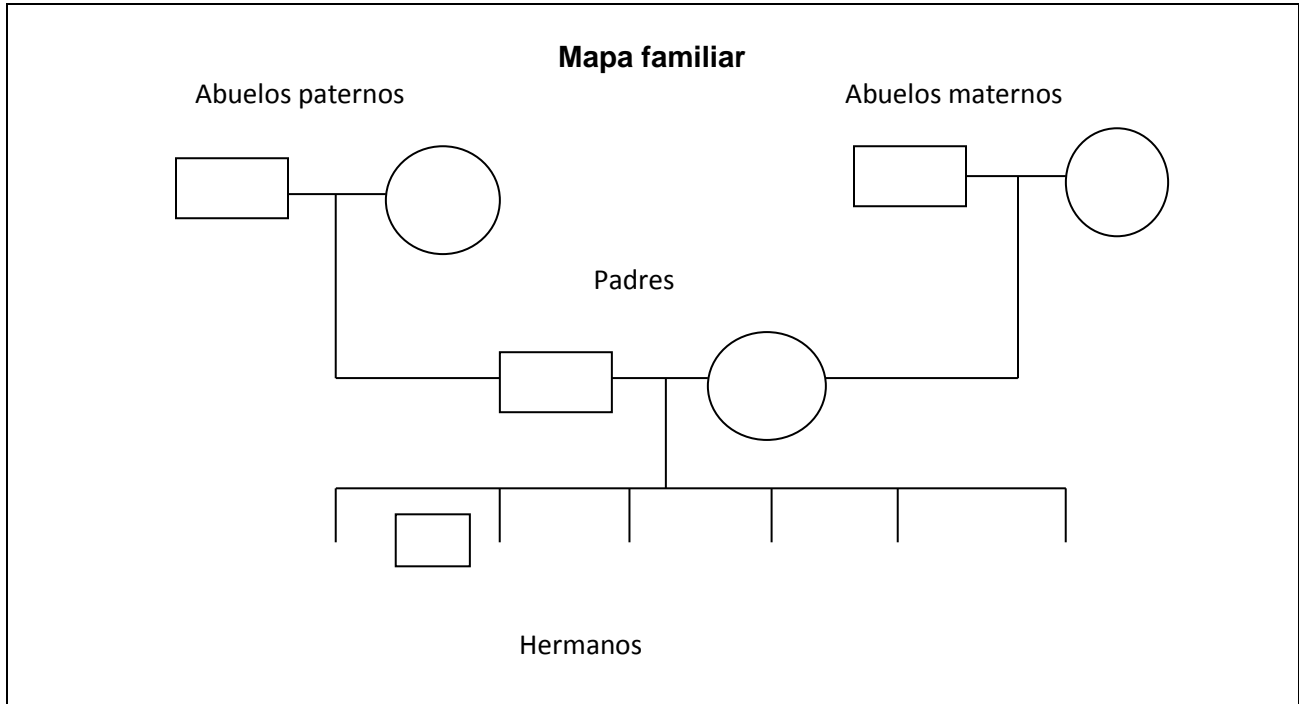 Mapa familiar
Abuelos paternos
Abuelos maternos
Padres
Hermanos